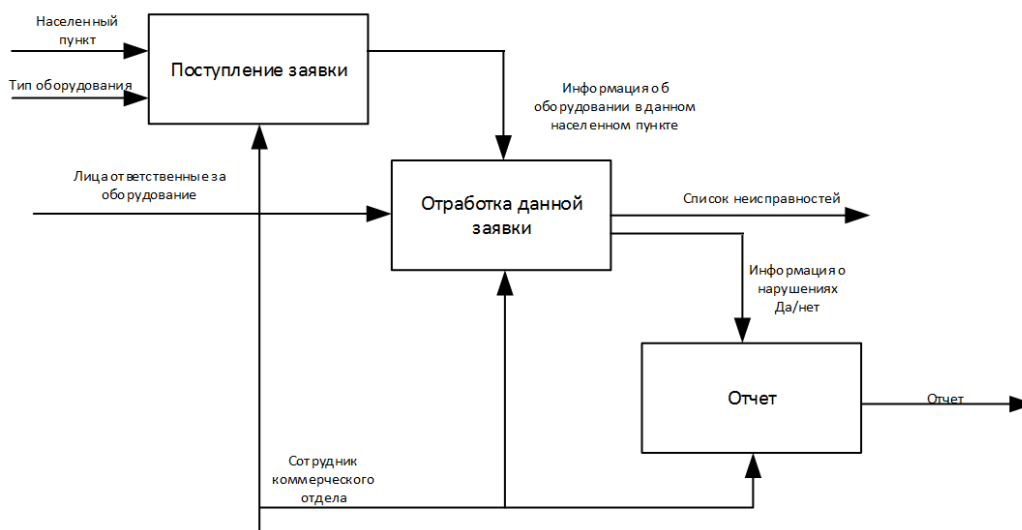 Населенный
пункт
Тип оборудования
Поступление заявки
Информация об
оборудовании в данном
населенном пункте
Лица ответственные за
оборудование
Отработка данной
заявки
Список неисправностей
Информация о
нарушениях
Да/нет
Отчет
Отчет
Сотрудник
коммерческого
отдела